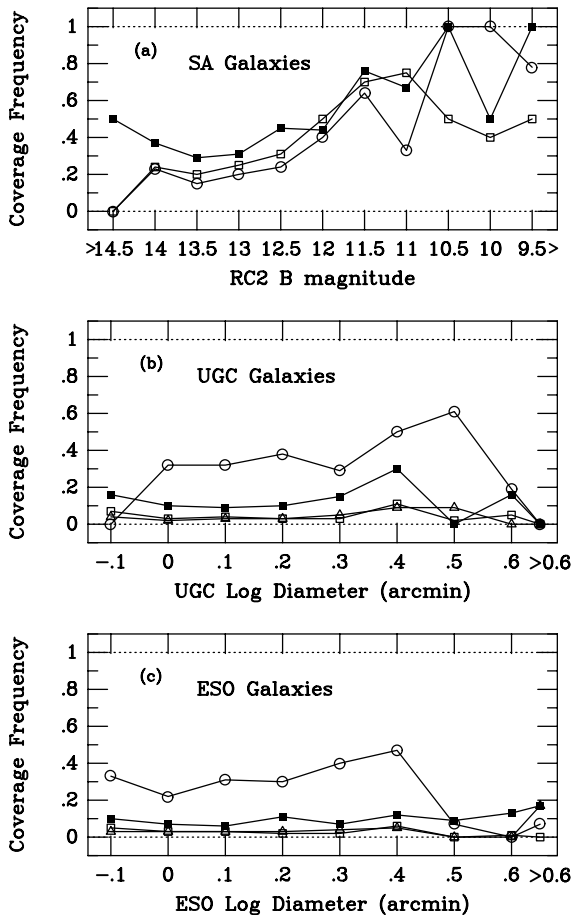 (a)
SA Galaxies
Coverage Frequency
1
.8
.6
.4
.2
0
>14.5 14 13.5 13 12.5 12 11.5 11 10.5 10 9.5>
RC2 B magnitude
(b)
UGC Galaxies
Coverage Frequency
1
.8
.6
.4
.2
0
-.1 0 .1 .2 .3 .4 .5 .6 >0.6
UGC Log Diameter (arcmin)
(c)
ESO Galaxies
Coverage Frequency
1
.8
.6
.4
.2
0
-.1 0 .1 .2 .3 .4 .5 .6 >0.6
ESO Log Diameter (arcmin)